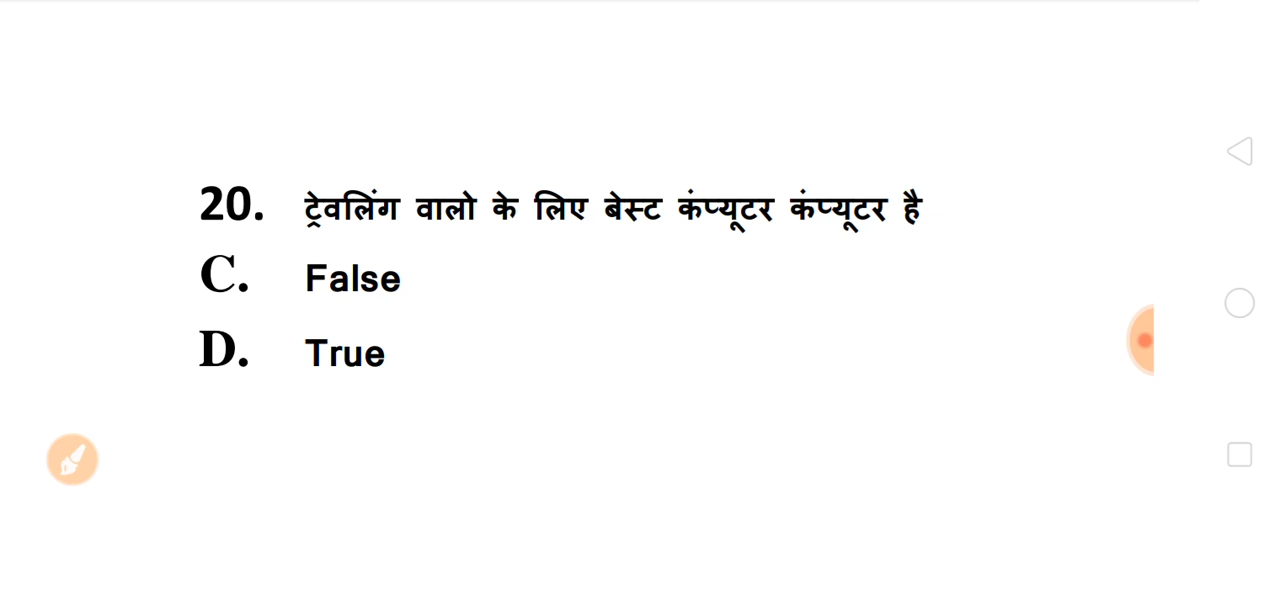 20. ट्रेवलिंग वालो के लिए बेस्ट कंप्यूटर कंप्यूटर है
C. False
D. True